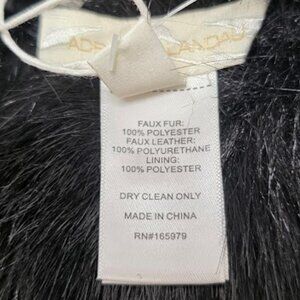 LANDAU
FAUX FUR:
100% POLYESTER
FAUX LEATHER:
100% POLYURETHANE
LINING:
100% POLYESTER
DRY CLEAN ONLY
MADE IN CHINA
RN#165979